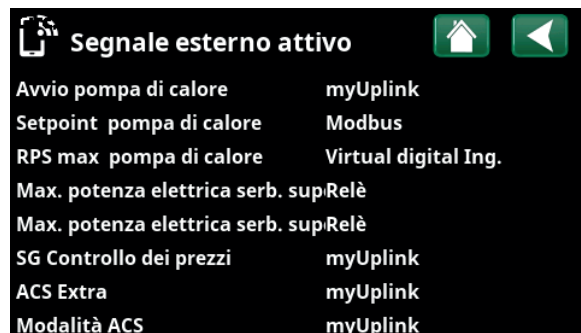 Segnale esterno attivo
Avvio pompa di calore myUplink
Setpoint pompa di calore Modbus
RPS max pompa di calore Virtual digital Ing.
Max. potenza elettrica serb. sup Relè
Max. potenza elettrica serb. sup Relè
SG Controllo dei prezzi myUplink
ACS Extra myUplink
Modalità ACS myUplink